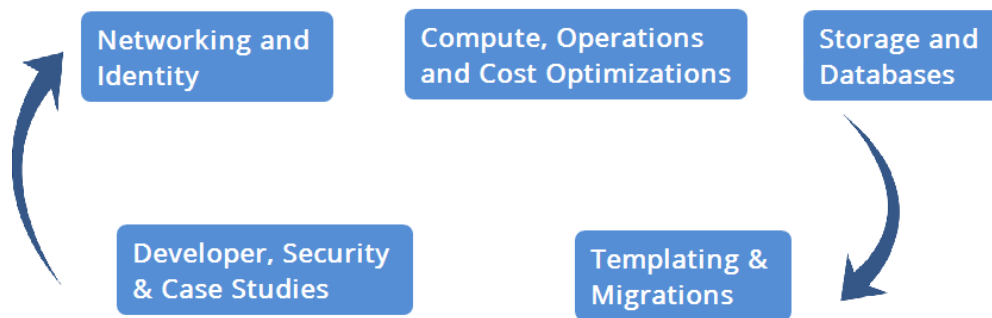 Networking and
Identity
Compute, Operations
and Cost Optimizations
Storage and
Databases
Developer, Security
& Case Studies
Templating &
Migrations